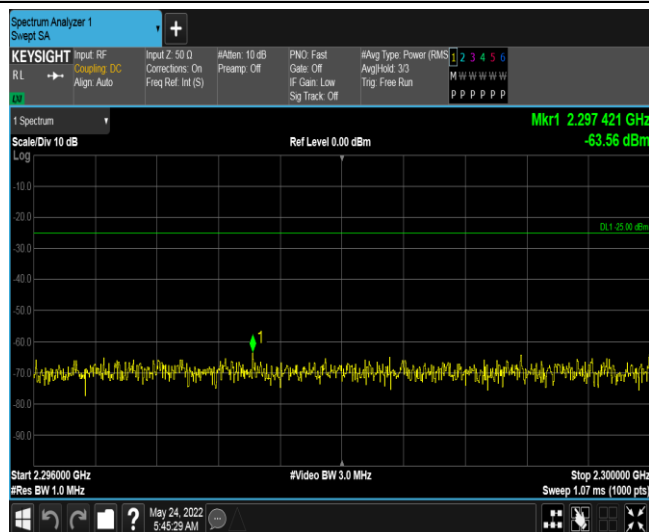 Spectrum Analyzer 1
Swept SA
+
KEYSIGHT
RL
LXI
Input: RF
Coupling: DC
Align: Auto
Input Z: 50 Ω
Corrections: On
Freq Ref: Int (S)
#Atten: 10 dB
Preamp: Off
PNO: Fast
Gate: Off
IF Gain: Low
Sig Track: Off
#Avg Type: Power (RMS
Avg|Hold: 3/3
Trig: Free Run
1 2 3 4 5 6
M W W W W W
P P P P P P
1 Spectrum
Mkr1 2.297 421 GHz
Scale/Div 10 dB
Ref Level 0.00 dBm
-63.56 dBm
Log
-10.0
-20.0
DL1 -25.00 dBm
-30.0
-40.0
-50.0
1
-60.0
-70.0
-80.0
-90.0
Start 2.296000 GHz
#Video BW 3.0 MHz
Stop 2.300000 GHz
#Res BW 1.0 MHz
Sweep 1.07 ms (1000 pts)
?
May 24, 2022
5:45:29 AM